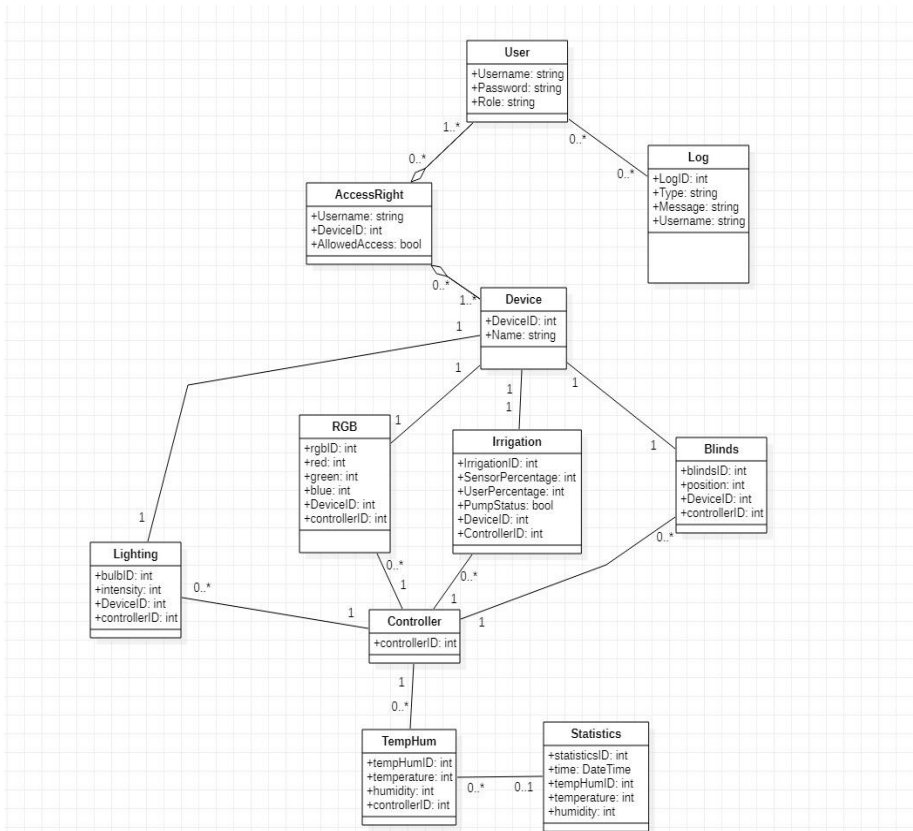 User
+Username: string
+Password: string
+Role: string
1..*
0..*
0..*
0..*
Log
+LogID: int
+Type: string
+Message: string
+Username: string
AccessRight
+Username: string
+DeviceID: int
+AllowedAccess: bool
0..*
1..*
Device
+DeviceID: int
+Name: string
1
1
1
1
1
1
1
1
RGB
+rgbID: int
+red: int
+green: int
+blue: int
+DeviceID: int
+controllerID: int
Irrigation
+IrrigationID: int
+SensorPercentage: int
+UserPercentage: int
+PumpStatus: bool
+DeviceID: int
+ControllerID: int
Blinds
+blindsID: int
+position: int
+DeviceID: int
+controllerID: int
Lighting
+bulbID: int
+intensity: int
+DeviceID: int
+controllerID: int
0..*
0..*
0..*
0..*
1
1
1
1
Controller
+controllerID: int
1
0..*
TempHum
+tempHumID: int
+temperature: int
+humidity: int
+controllerID: int
0..*
0..1
Statistics
+statisticsID: int
+time: DateTime
+tempHumID: int
+temperature: int
+humidity: int